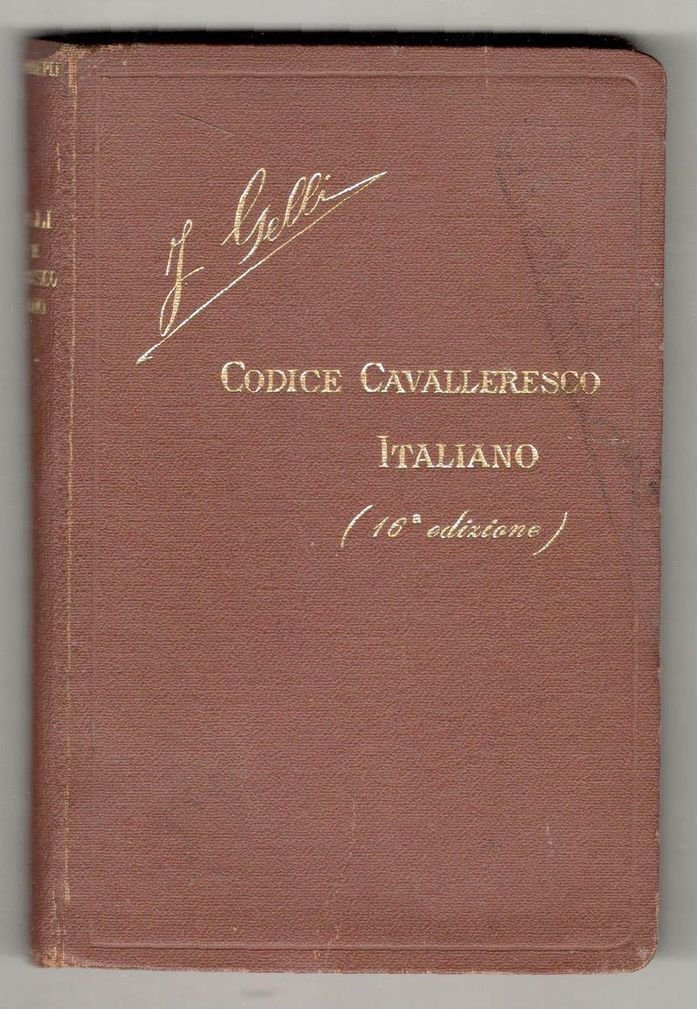 J Gelli
CODICE CAVALLERESCO
ITALIANO
(16ª edizione)